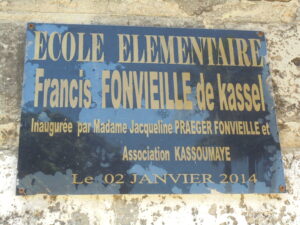 ECOLE ELEMENTAIRE
Francis FONVIEILLE de kassel
Inaugurée par Madame Jacqueline PRAEGER FONVIEILLE et
Association KASSOUMAYE
Le 02 JANVIER 2014